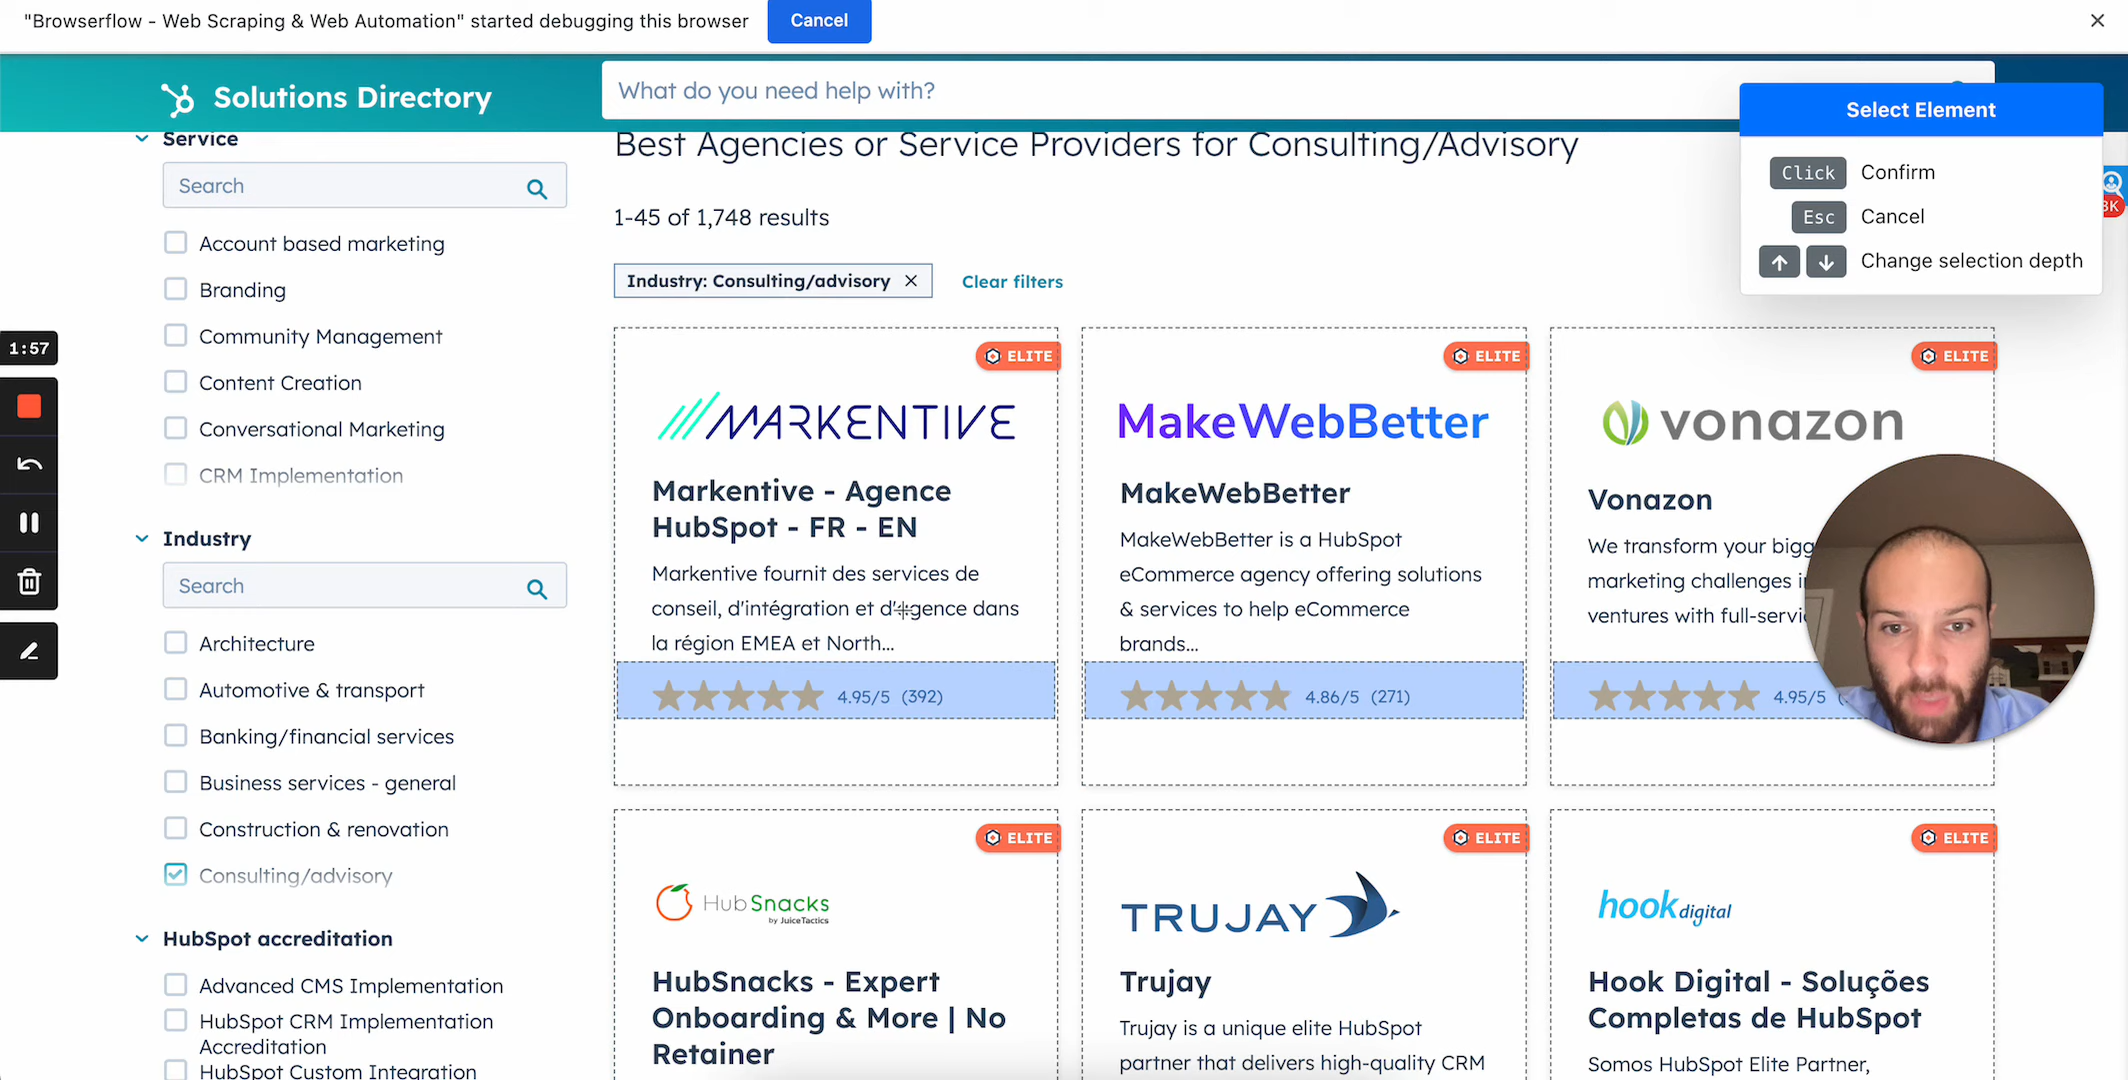 "Browserflow - Web Scraping & Web Automation" started debugging this browser
Cancel
Solutions Directory
What do you need help with?
Select Element
Click Confirm
Esc Cancel
Change selection depth
1:57
Service
Search
Account based marketing
Branding
Community Management
Content Creation
Conversational Marketing
CRM Implementation
Industry
Search
Architecture
Automotive & transport
Banking/financial services
Business services - general
Construction & renovation
Consulting/advisory
HubSpot accreditation
Advanced CMS Implementation
HubSpot CRM Implementation
Accreditation
HubSpot Custom Integration
Best Agencies or Service Providers for Consulting/Advisory
1-45 of 1,748 results
Industry: Consulting/advisory
Clear filters
ELITE
MARKENTIVE
Markentive - Agence
HubSpot - FR - EN
Markentive fournit des services de
conseil, d'intégration et d'agence dans
la région EMEA et North...
4.95/5 (392)
ELITE
MakeWebBetter
MakeWebBetter
MakeWebBetter is a HubSpot
eCommerce agency offering solutions
& services to help eCommerce
brands...
4.86/5 (271)
ELITE
vonazon
Vonazon
We transform your bigg
marketing challenges i
ventures with full-servi
4.95/5
ELITE
HubSnacks
by JuiceTactics
HubSnacks - Expert
Onboarding & More | No
Retainer
ELITE
TRUJAY
Trujay
Trujay is a unique elite HubSpot
partner that delivers high-quality CRM
ELITE
hook digital
Hook Digital - Soluções
Completas de HubSpot
Somos HubSpot Elite Partner,